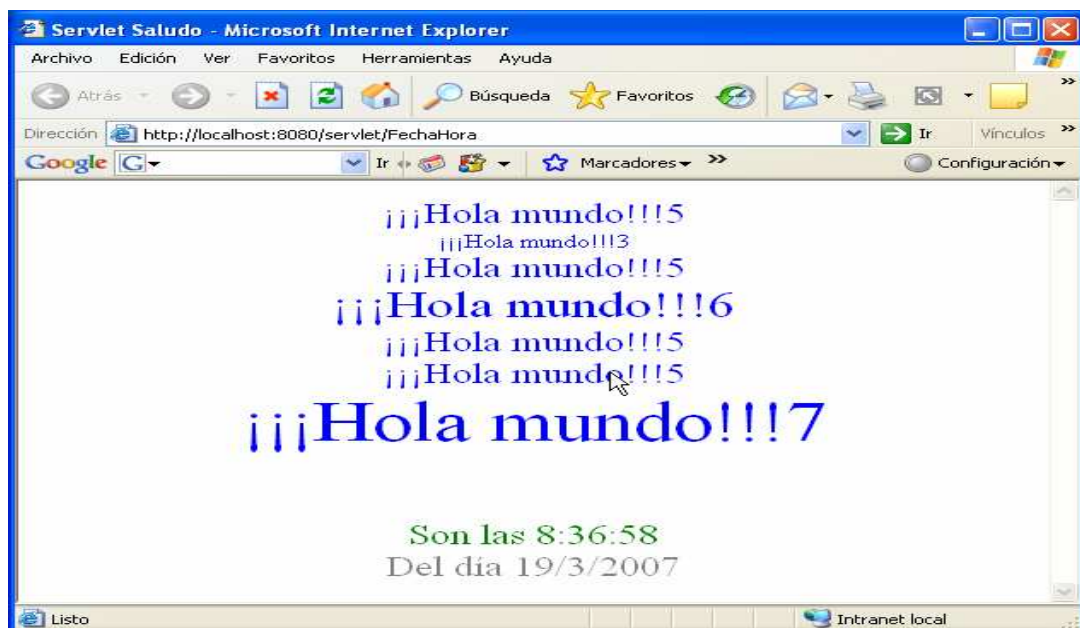 Servlet Saludo - Microsoft Internet Explorer
Archivo Edición Ver Favoritos Herramientas Ayuda
Atrás Búsqueda Favoritos »
Dirección http://localhost:8080/servlet/FechaHora Ir Vínculos »
Google G Ir Marcadores » Configuración
¡¡¡Hola mundo!!!5
¡¡¡Hola mundo!!!3
¡¡¡Hola mundo!!!5
¡¡¡Hola mundo!!!6
¡¡¡Hola mundo!!!5
¡¡¡Hola mundo!!!5
¡¡¡Hola mundo!!!7
Son las 8:36:58
Del día 19/3/2007
Listo Intranet local